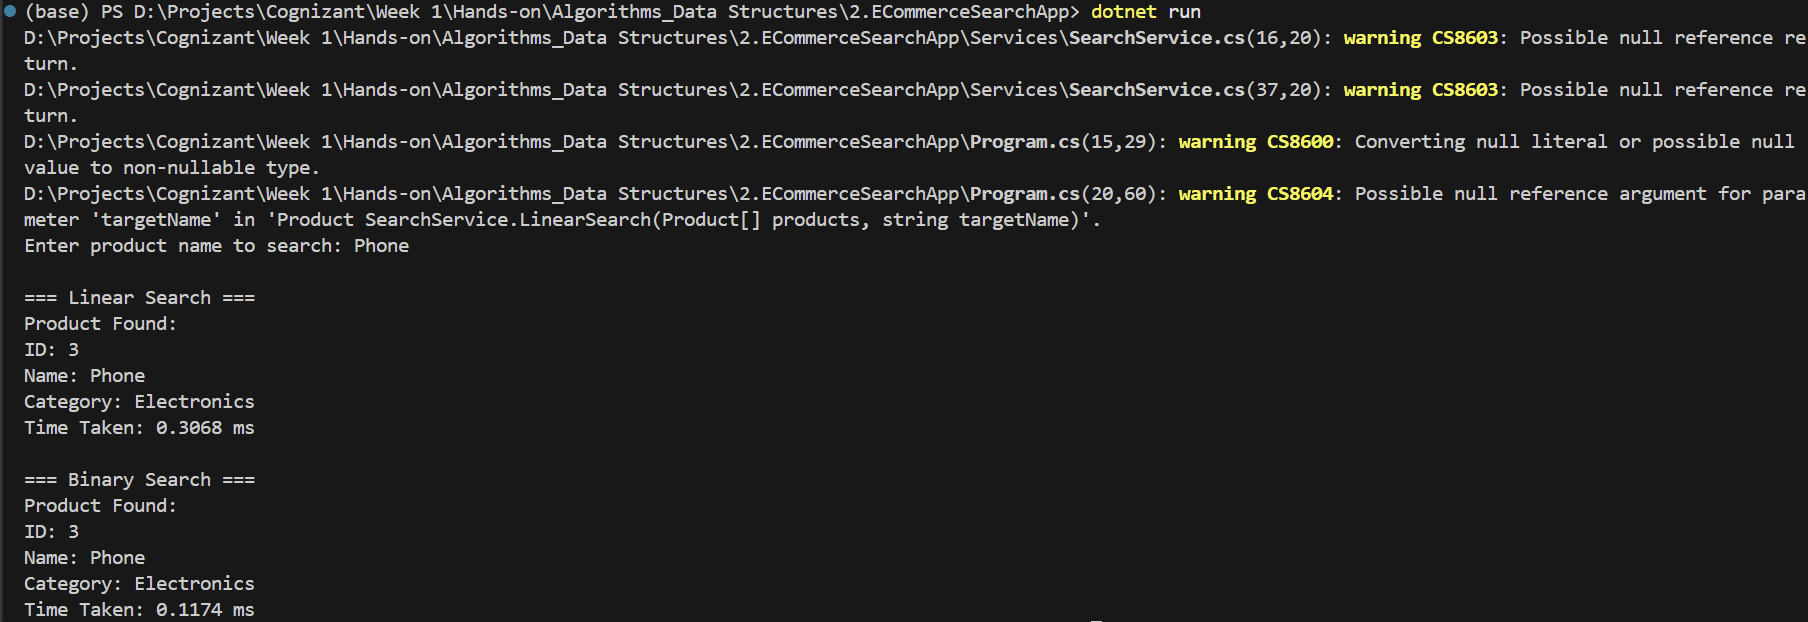 (base) PS D:\Projects\Cognizant\Week 1\Hands-on\Algorithms_Data Structures\2.ECommerceSearchApp> dotnet run
D:\Projects\Cognizant\Week 1\Hands-on\Algorithms_Data Structures\2.ECommerceSearchApp\Services\SearchService.cs(16,20): warning CS8603: Possible null reference re
turn.
D:\Projects\Cognizant\Week 1\Hands-on\Algorithms_Data Structures\2.ECommerceSearchApp\Services\SearchService.cs(37,20): warning CS8603: Possible null reference re
turn.
D:\Projects\Cognizant\Week 1\Hands-on\Algorithms_Data Structures\2.ECommerceSearchApp\Program.cs(15,29): warning CS8600: Converting null literal or possible null
value to non-nullable type.
D:\Projects\Cognizant\Week 1\Hands-on\Algorithms_Data Structures\2.ECommerceSearchApp\Program.cs(20,60): warning CS8604: Possible null reference argument for para
meter 'targetName' in 'Product SearchService.LinearSearch(Product[] products, string targetName)'.
Enter product name to search: Phone

=== Linear Search ===
Product Found:
ID: 3
Name: Phone
Category: Electronics
Time Taken: 0.3068 ms

=== Binary Search ===
Product Found:
ID: 3
Name: Phone
Category: Electronics
Time Taken: 0.1174 ms